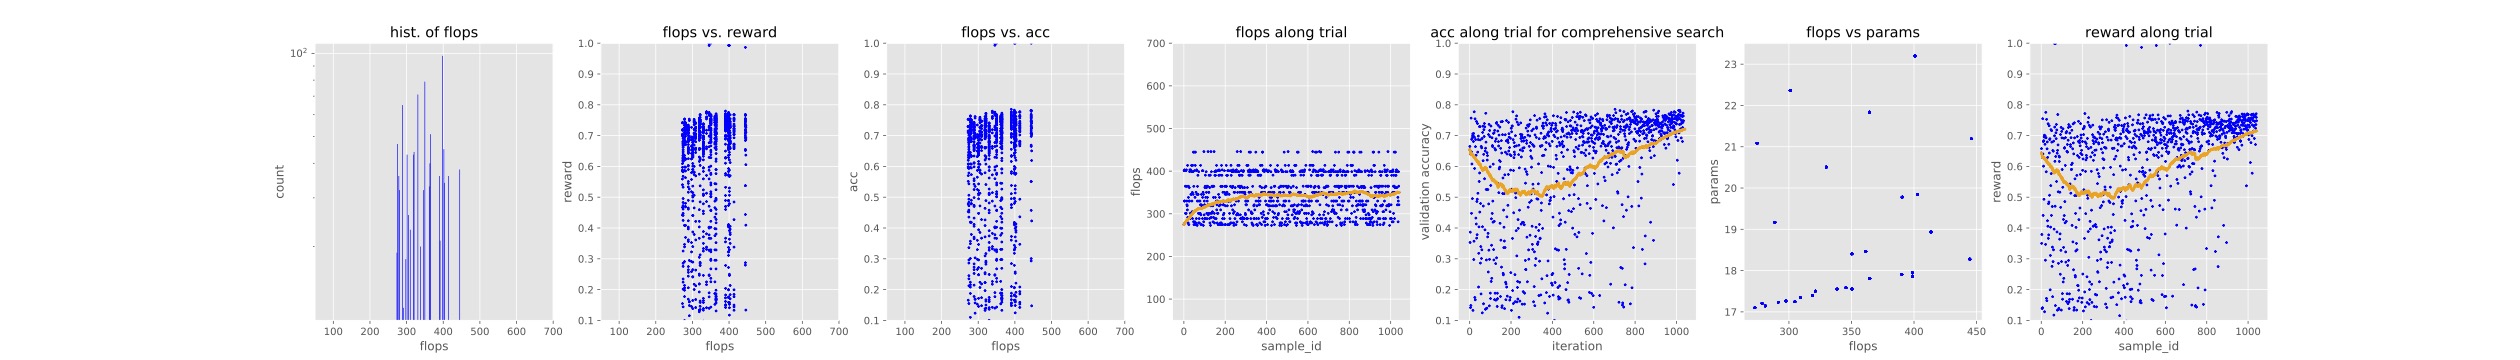 hist. of flops
count
10²
100 200 300 400 500 600 700
flops
flops vs. reward
reward
1.0
0.9
0.8
0.7
0.6
0.5
0.4
0.3
0.2
0.1
100 200 300 400 500 600 700
flops
flops vs. acc
acc
1.0
0.9
0.8
0.7
0.6
0.5
0.4
0.3
0.2
0.1
100 200 300 400 500 600 700
flops
flops along trial
flops
700
600
500
400
300
200
100
0 200 400 600 800 1000
sample_id
acc along trial for comprehensive search
validation accuracy
1.0
0.9
0.8
0.7
0.6
0.5
0.4
0.3
0.2
0.1
0 200 400 600 800 1000
iteration
flops vs params
params
23
22
21
20
19
18
17
300 350 400 450
flops
reward along trial
reward
1.0
0.9
0.8
0.7
0.6
0.5
0.4
0.3
0.2
0.1
0 200 400 600 800 1000
sample_id